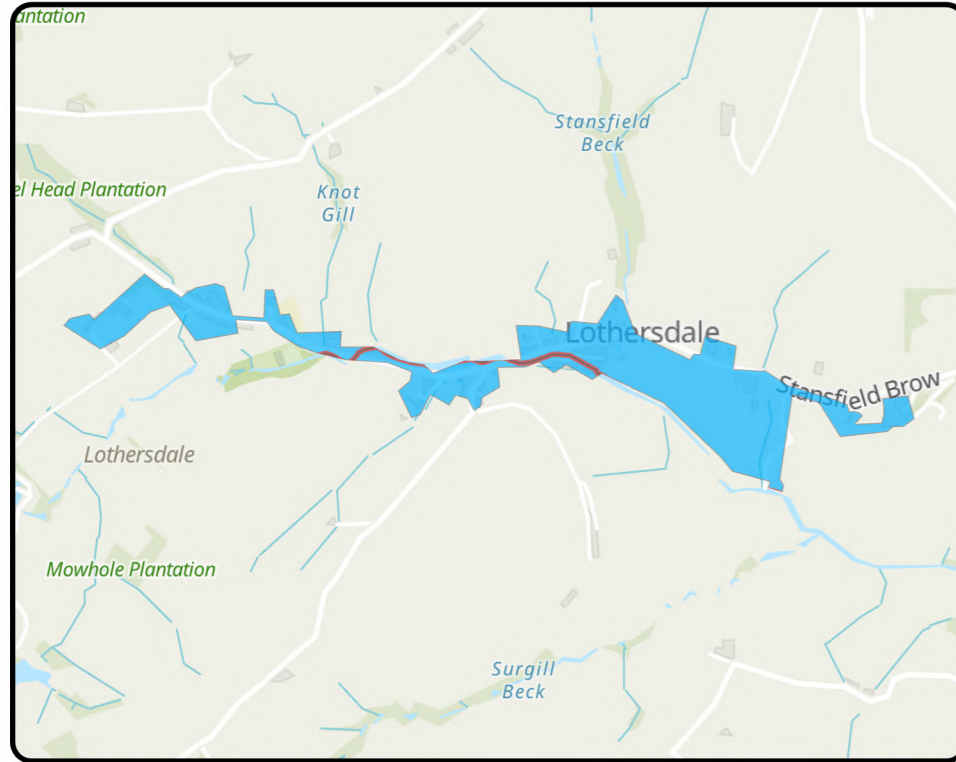 antation
Stansfield
Beck
el Head Plantation
Knot
Gill
Lothersdale
Stansfield Brow
Lothersdale
Mowhole Plantation
Surgill
Beck